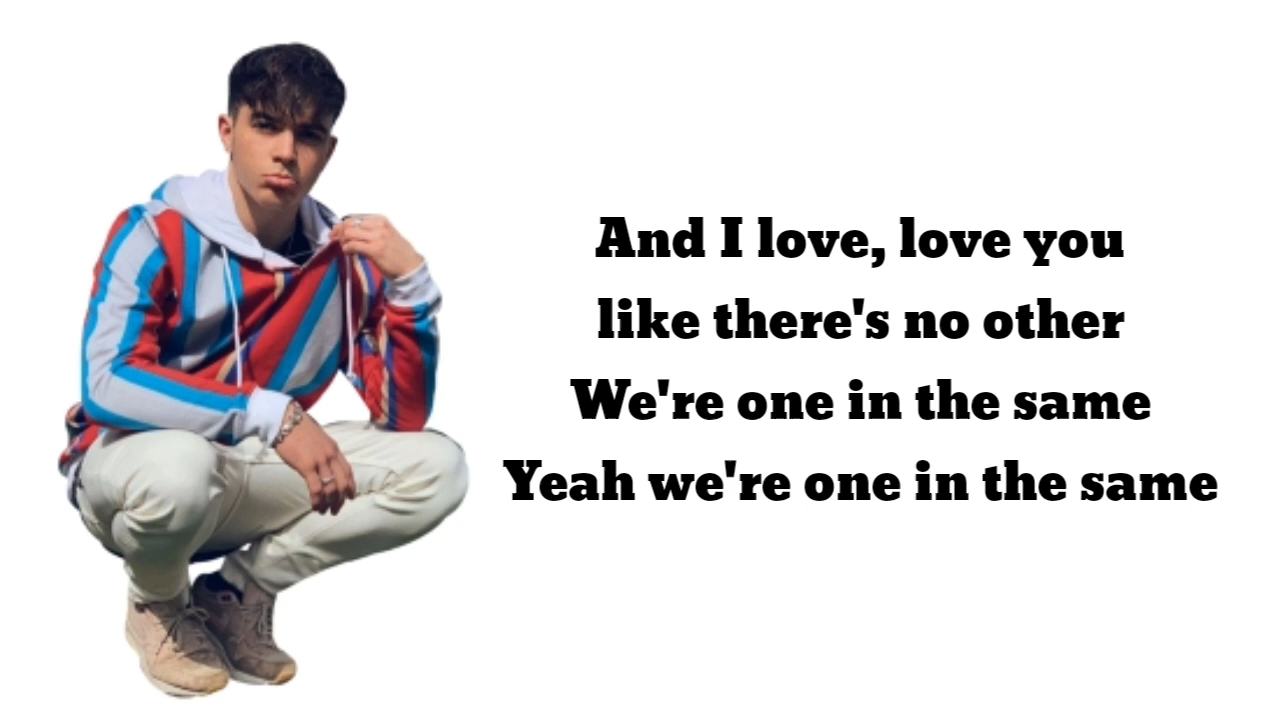 And I love, love you
like there's no other
We're one in the same
Yeah we're one in the same